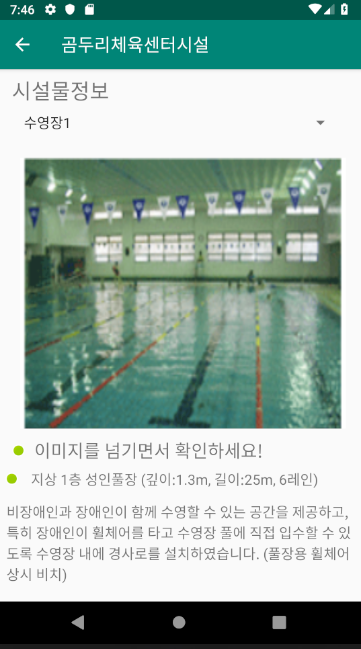 7:46
곰두리체육센터시설
시설물정보
수영장1
이미지를 넘기면서 확인하세요!
지상 1층 성인풀장 (깊이:1.3m, 길이:25m, 6레인)
비장애인과 장애인이 함께 수영할 수 있는 공간을 제공하고,
특히 장애인이 휠체어를 타고 수영장 풀에 직접 입수할 수 있
도록 수영장 내에 경사로를 설치하였습니다. (풀장용 휠체어
상시 비치)